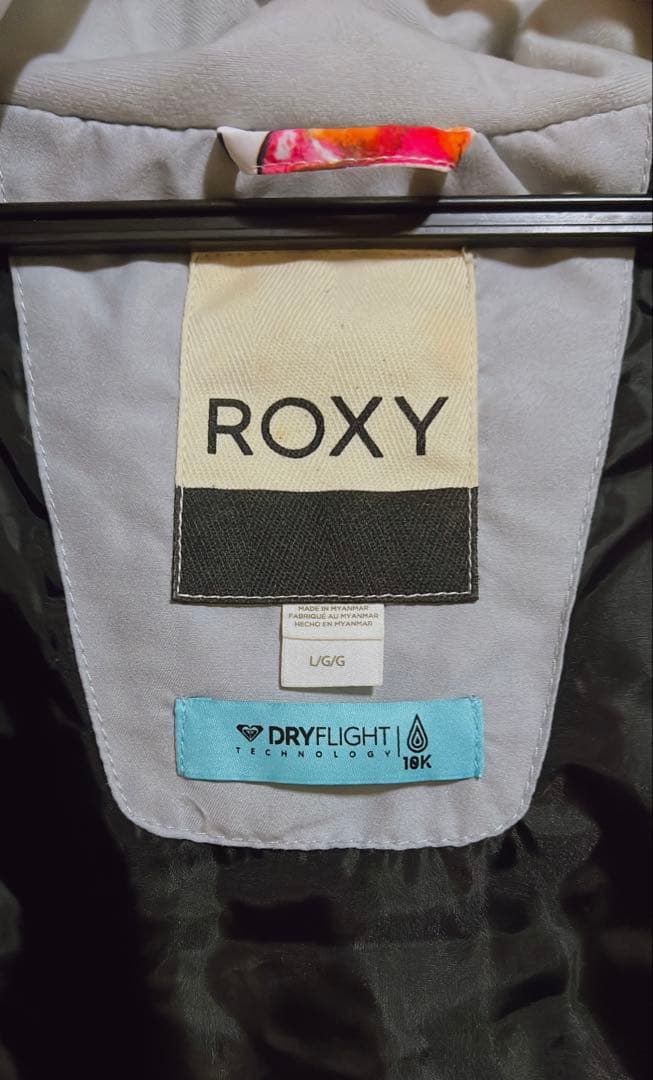 ROXY
MADE IN MYANMAR
FABRIQUÉ AU MYANMAR
HECHO EN MYANMAR
L/G/G
DRYFLIGHT
TECHNOLOGY
10K